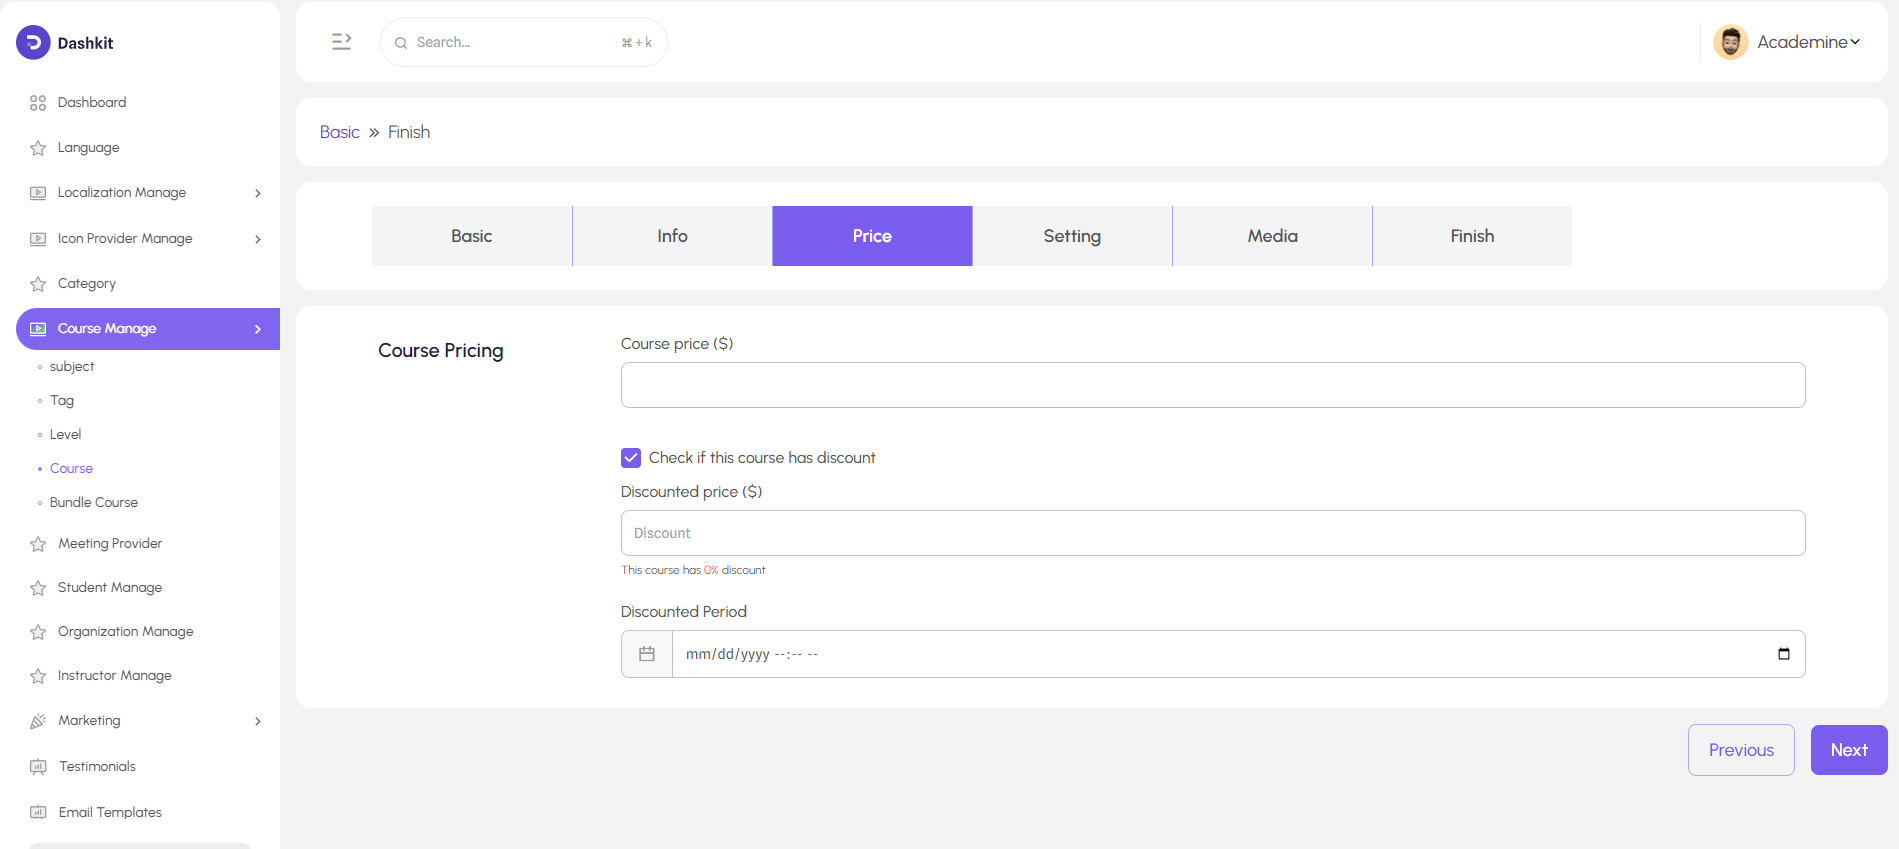 Dashkit
Search...
⌘+k
Academine
Dashboard
Language
Localization Manage
Icon Provider Manage
Category
Course Manage
subject
Tag
Level
Course
Bundle Course
Meeting Provider
Student Manage
Organization Manage
Instructor Manage
Marketing
Testimonials
Email Templates
Basic » Finish
Basic
Info
Price
Setting
Media
Finish
Course Pricing
Course price ($)
Check if this course has discount
Discounted price ($)
Discount
This course has 0% discount
Discounted Period
mm/dd/yyyy --:-- --
Previous
Next